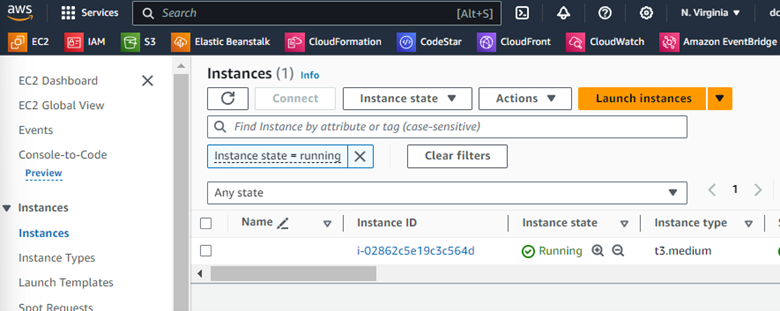 aws Services Search [Alt+S] N. Virginia dc
EC2 IAM S3 Elastic Beanstalk CloudFormation CodeStar CloudFront CloudWatch Amazon EventBridge
EC2 Dashboard
EC2 Global View
Events
Console-to-Code
Preview
Instances
Instances
Instance Types
Launch Templates
Spot Requests
Instances (1) Info
Connect Instance state Actions Launch instances
Find Instance by attribute or tag (case-sensitive)
Instance state = running Clear filters
Any state 1
Name Instance ID Instance state Instance type
i-02862c5e19c3c564d Running t3.medium